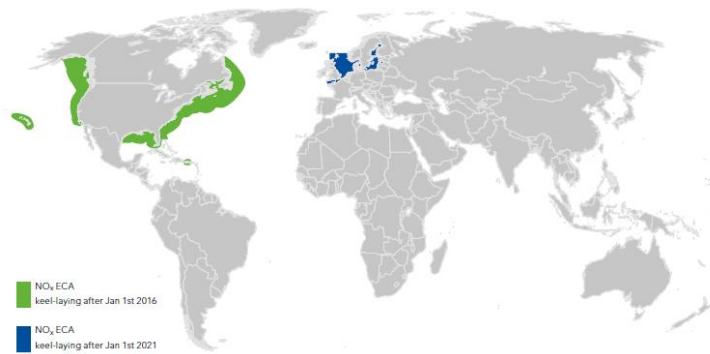 NOₓ ECA
keel-laying after Jan 1st 2016
NOₓ ECA
keel-laying after Jan 1st 2021